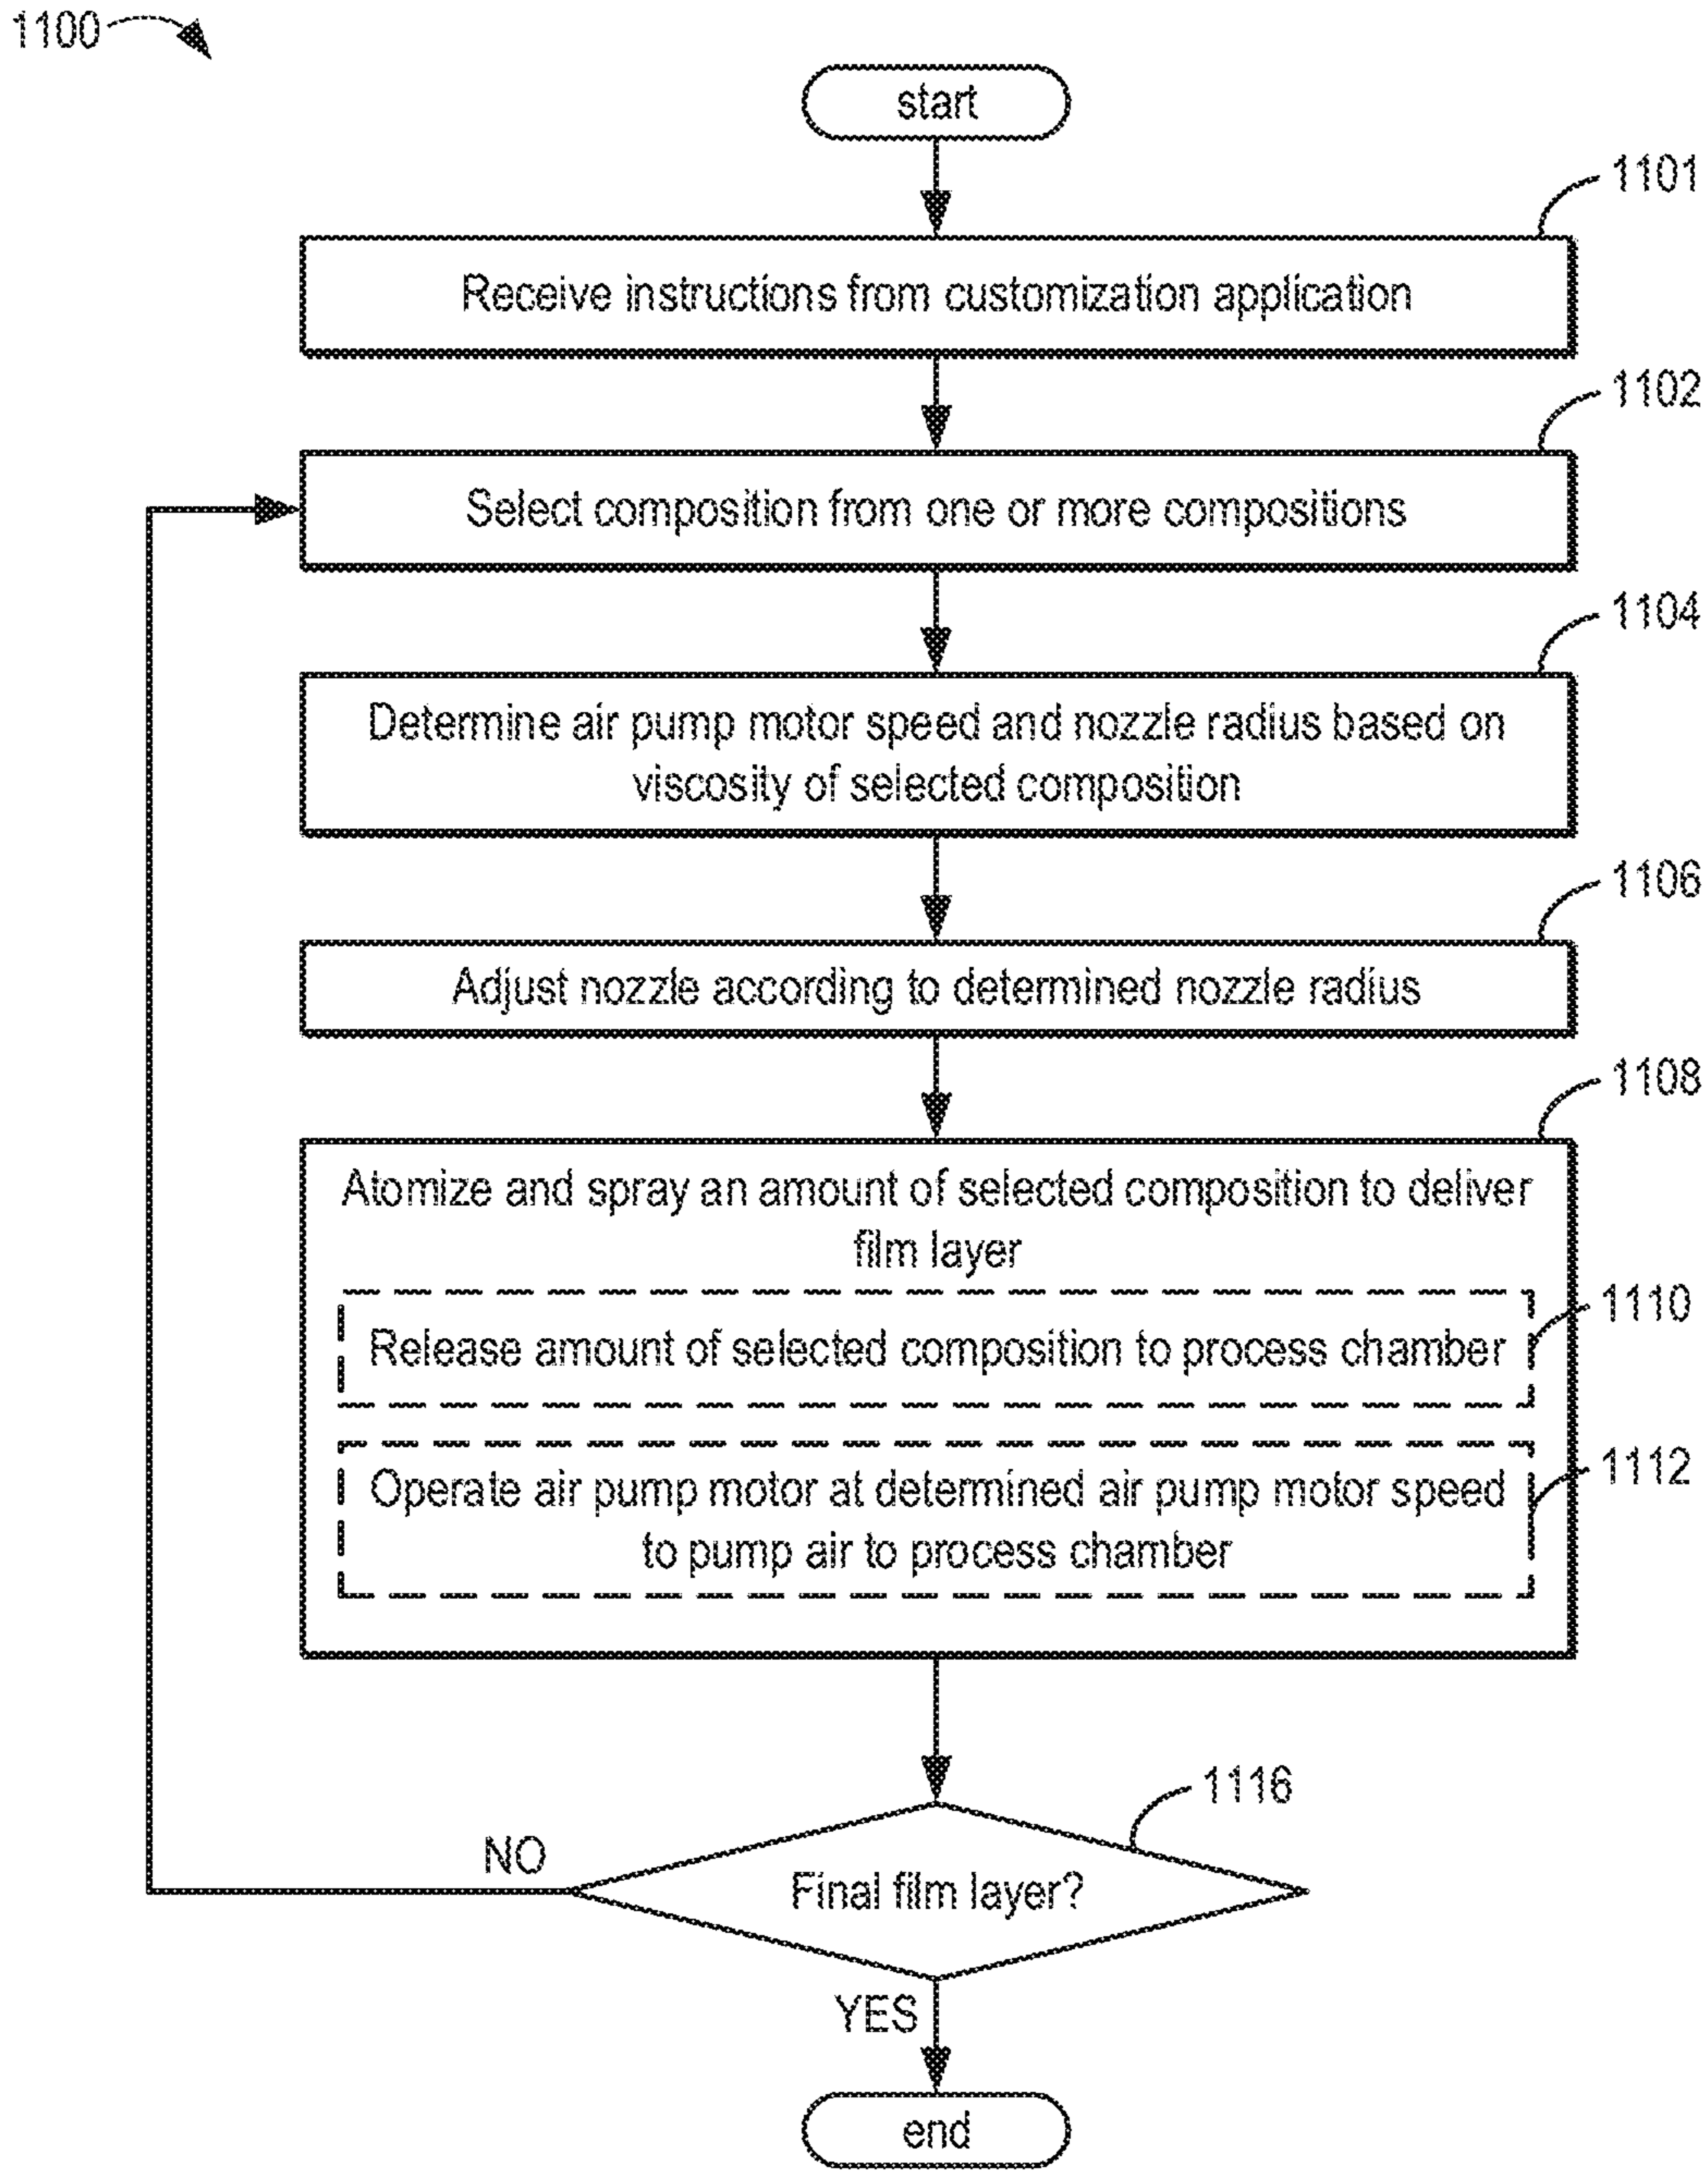 1100
start
1101
Receive instructions from customization application
1102
Select composition from one or more compositions
1104
Determine air pump motor speed and nozzle radius based on
viscosity of selected composition
1106
Adjust nozzle according to determined nozzle radius
1108
Atomize and spray an amount of selected composition to deliver
film layer
1110
Release amount of selected composition to process chamber
1112
Operate air pump motor at determined air pump motor speed
to pump air to process chamber
1116
NO
Final film layer?
YES
end